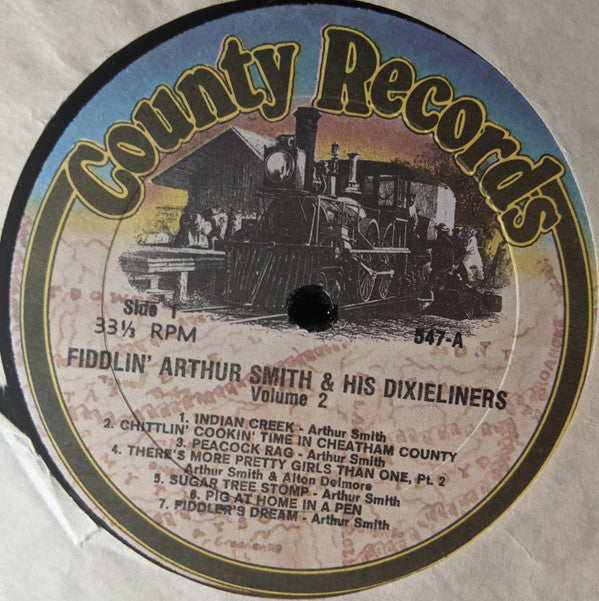 County Records
Side 1
33⅓ RPM
547-A
FIDDLIN' ARTHUR SMITH & HIS DIXIELINERS
Volume 2
1. INDIAN CREEK - Arthur Smith
2. CHITTLIN' COOKIN' TIME IN CHEATHAM COUNTY
3. PEACOCK RAG - Arthur Smith
4. THERE'S MORE PRETTY GIRLS THAN ONE, Pt. 2
Arthur Smith & Alton Delmore
5. SUGAR TREE STOMP - Arthur Smith
6. PIG AT HOME IN A PEN
7. FIDDLER'S DREAM - Arthur Smith